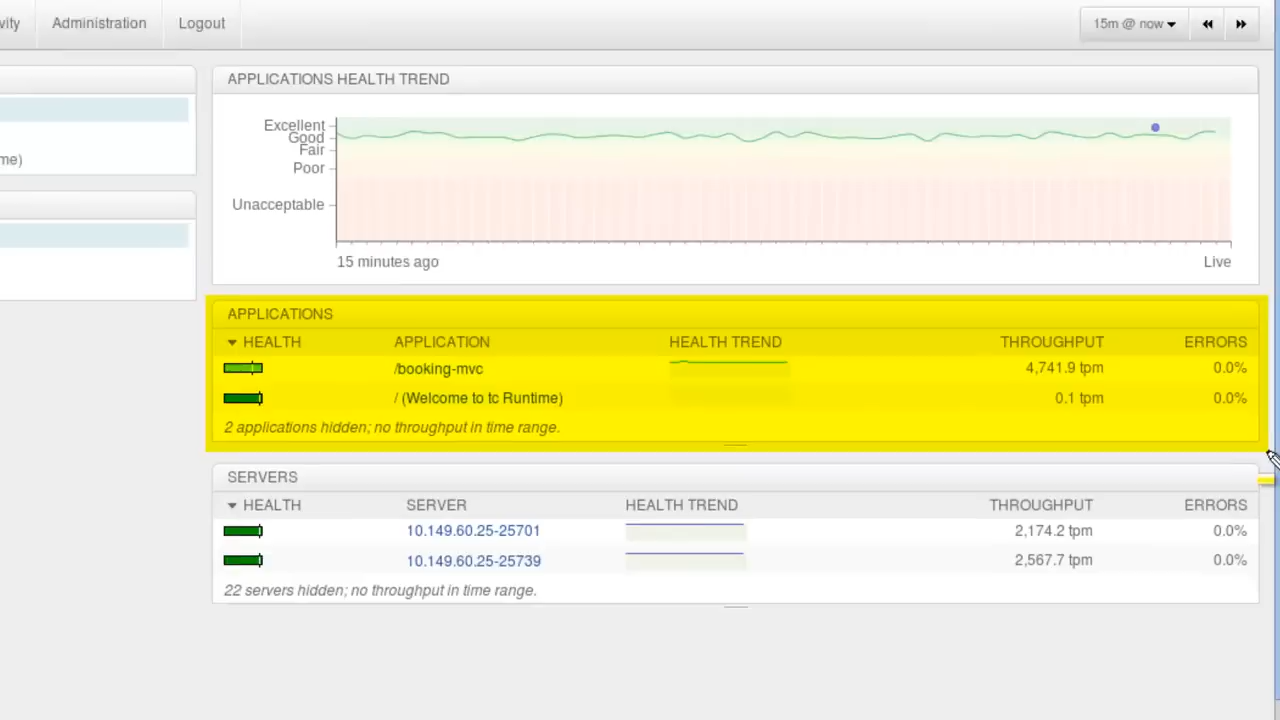 vity Administration Logout 15m @ now
me)
APPLICATIONS HEALTH TREND
Excellent
Good
Fair
Poor
Unacceptable
15 minutes ago Live
APPLICATIONS
HEALTH APPLICATION HEALTH TREND THROUGHPUT ERRORS
/booking-mvc 4,741.9 tpm 0.0%
/ (Welcome to tc Runtime) 0.1 tpm 0.0%
2 applications hidden; no throughput in time range.
SERVERS
HEALTH SERVER HEALTH TREND THROUGHPUT ERRORS
10.149.60.25-25701 2,174.2 tpm 0.0%
10.149.60.25-25739 2,567.7 tpm 0.0%
22 servers hidden; no throughput in time range.